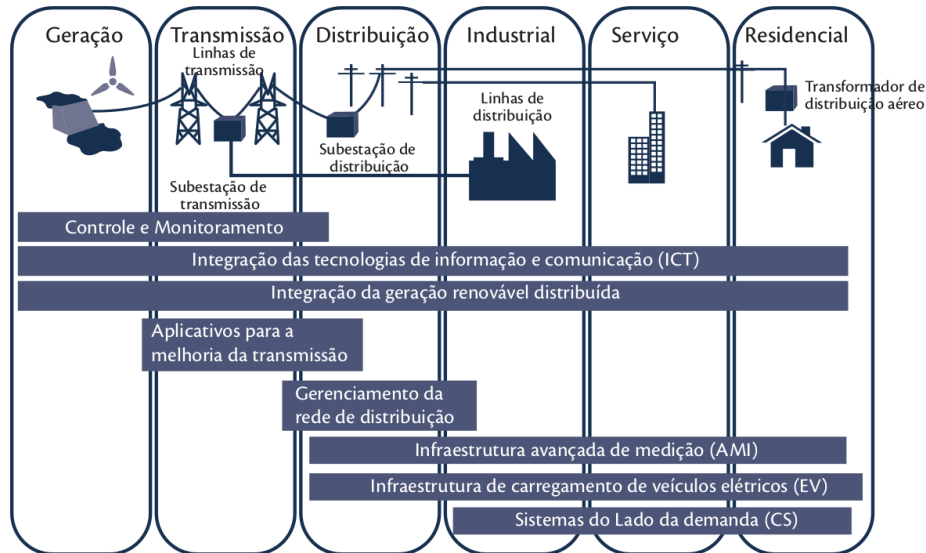 Geração
Transmissão
Distribuição
Industrial
Serviço
Residencial
Linhas de
transmissão
Transformador de
distribuição aéreo
Linhas de
distribuição
Subestação de
distribuição
Subestação de
transmissão
Controle e Monitoramento
Integração das tecnologias de informação e comunicação (ICT)
Integração da geração renovável distribuída
Aplicativos para a
melhoria da transmissão
Gerenciamento da
rede de distribuição
Infraestrutura avançada de medição (AMI)
Infraestrutura de carregamento de veículos elétricos (EV)
Sistemas do Lado da demanda (CS)